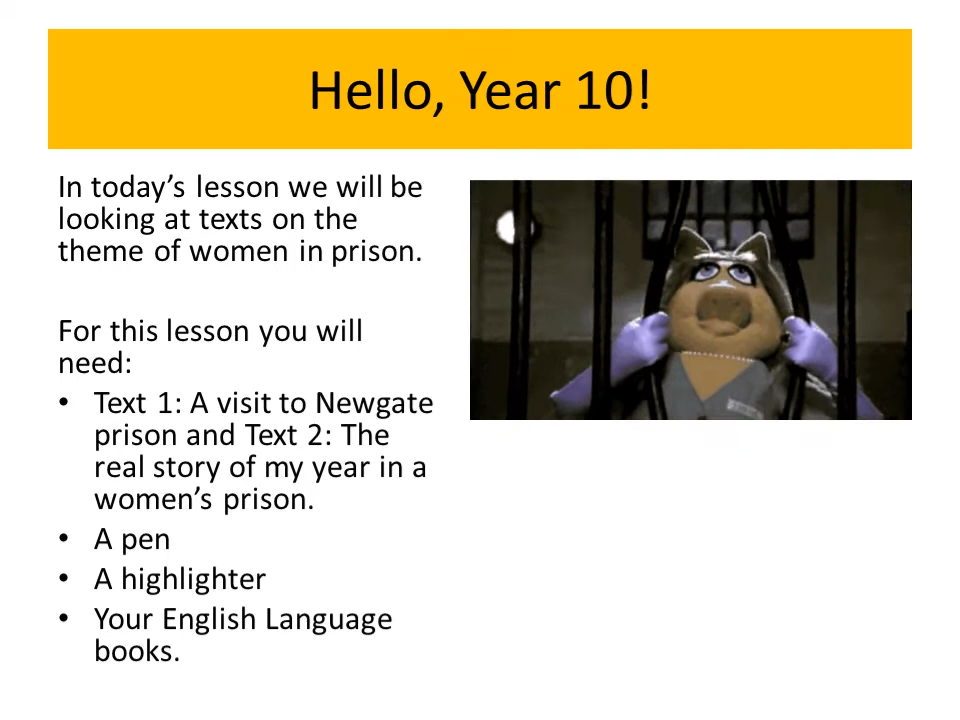 Hello, Year 10!
In today’s lesson we will be
looking at texts on the
theme of women in prison.
For this lesson you will
need:
• Text 1: A visit to Newgate
prison and Text 2: The
real story of my year in a
women’s prison.
• A pen
• A highlighter
• Your English Language
books.